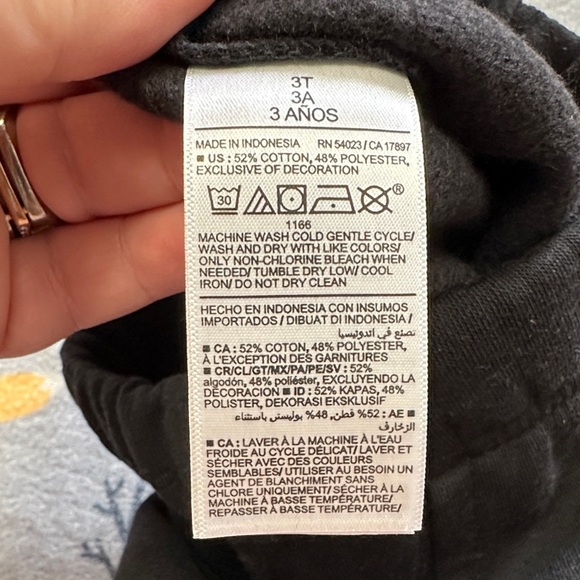 3T
3A
3 AÑOS
MADE IN INDONESIA RN 54023 / CA 17897
■ US : 52% COTTON, 48% POLYESTER,
EXCLUSIVE OF DECORATION
30 ®
1166
MACHINE WASH COLD GENTLE CYCLE/
WASH AND DRY WITH LIKE COLORS/
ONLY NON-CHLORINE BLEACH WHEN
NEEDED/ TUMBLE DRY LOW/ COOL
IRON/ DO NOT DRY CLEAN
HECHO EN INDONESIA CON INSUMOS
IMPORTADOS / DIBUAT DI INDONESIA /
تصنع في اندونيسيا
■ CA : 52% COTTON, 48% POLYESTER,
À L'EXCEPTION DES GARNITURES
■ CR/CL/GT/MX/PA/PE/SV : 52%
algodón, 48% poliéster, EXCLUYENDO LA
DECORACIÓN ■ ID : 52% KAPAS, 48%
POLISTER, DEKORASI EKSKLUSIF
■ AE : 52% قطن, 48% بوليستر, باستثناء
الزخارف
■ CA : LAVER À LA MACHINE À L'EAU
FROIDE AU CYCLE DÉLICAT/ LAVER ET
SÉCHER AVEC DES COULEURS
SEMBLABLES/ UTILISER AU BESOIN UN
AGENT DE BLANCHIMENT SANS
CHLORE UNIQUEMENT/ SÉCHER À LA
MACHINE À BASSE TEMPÉRATURE/
REPASSER À BASSE TEMPÉRATURE/